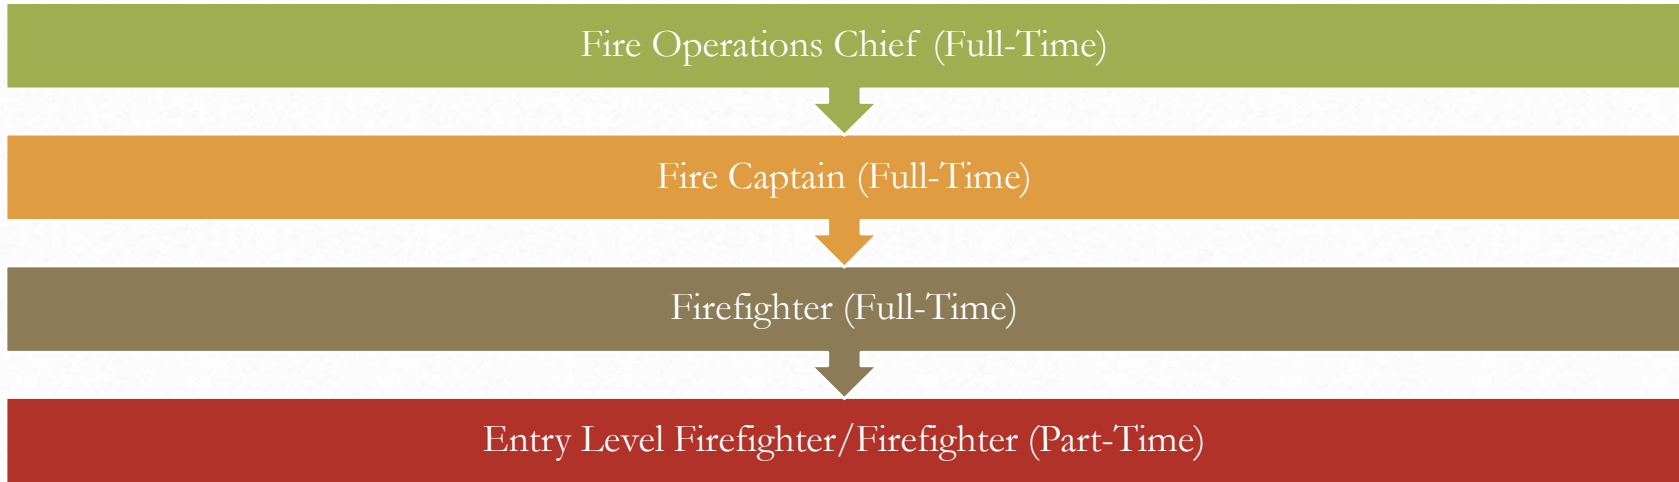 Fire Operations Chief (Full-Time)
Fire Captain (Full-Time)
Firefighter (Full-Time)
Entry Level Firefighter/Firefighter (Part-Time)